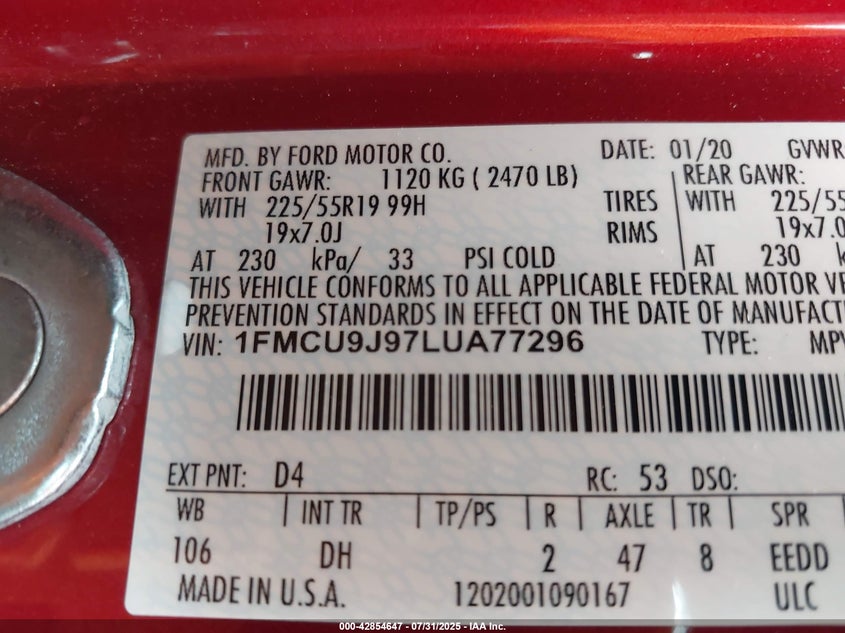 MFD. BY FORD MOTOR CO. DATE: 01/20 GVWR
FRONT GAWR: 1120 KG ( 2470 LB) REAR GAWR:
WITH 225/55R19 99H TIRES WITH 225/55
19x7.0J RIMS 19x7.0
AT 230 kPa/ 33 PSI COLD AT 230
THIS VEHICLE CONFORMS TO ALL APPLICABLE FEDERAL MOTOR VE
PREVENTION STANDARDS IN EFFECT ON THE DATE OF MANUFACT
VIN: 1FMCU9J97LUA77296 TYPE: MPV
EXT PNT: D4 RC: 53 DSO:
WB INT TR TP/PS R AXLE TR SPR
106 DH 2 47 8 EEDD
MADE IN U.S.A. 1202001090167 ULC
000-42854647 - 07/31/2025 - IAA Inc.